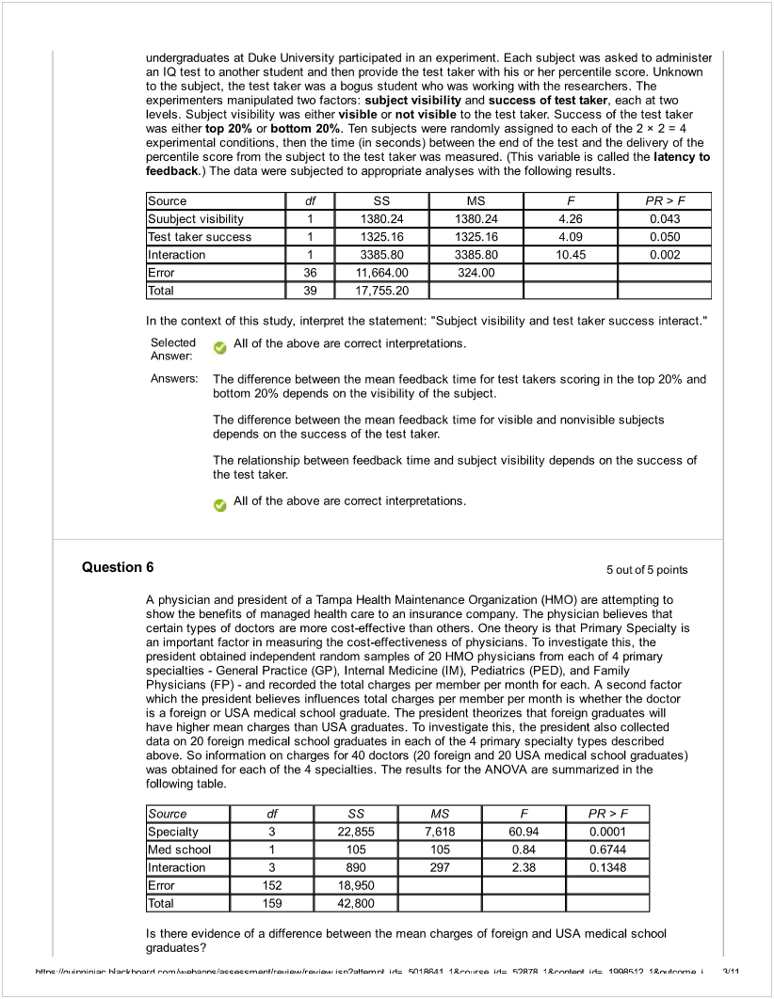 undergraduates at Duke University participated in an experiment. Each subject was asked to administer
an IQ test to another student and then provide the test taker with his or her percentile score. Unknown
to the subject, the test taker was a bogus student who was working with the researchers. The
experimenters manipulated two factors: subject visibility and success of test taker, each at two
levels. Subject visibility was either visible or not visible to the test taker. Success of the test taker
was either top 20% or bottom 20%. Ten subjects were randomly assigned to each of the 2 × 2 = 4
experimental conditions, then the time (in seconds) between the end of the test and the delivery of the
percentile score from the subject to the test taker was measured. (This variable is called the latency to
feedback.) The data were subjected to appropriate analyses with the following results.
Source df SS MS F PR > F
Suubject visibility 1 1380.24 1380.24 4.26 0.043
Test taker success 1 1325.16 1325.16 4.09 0.050
Interaction 1 3385.80 3385.80 10.45 0.002
Error 36 11,664.00 324.00
Total 39 17,755.20
In the context of this study, interpret the statement: "Subject visibility and test taker success interact."
Selected All of the above are correct interpretations.
Answer:
Answers: The difference between the mean feedback time for test takers scoring in the top 20% and
bottom 20% depends on the visibility of the subject.
The difference between the mean feedback time for visible and nonvisible subjects
depends on the success of the test taker.
The relationship between feedback time and subject visibility depends on the success of
the test taker.
All of the above are correct interpretations.
Question 6 5 out of 5 points
A physician and president of a Tampa Health Maintenance Organization (HMO) are attempting to
show the benefits of managed health care to an insurance company. The physician believes that
certain types of doctors are more cost-effective than others. One theory is that Primary Specialty is
an important factor in measuring the cost-effectiveness of physicians. To investigate this, the
president obtained independent random samples of 20 HMO physicians from each of 4 primary
specialties - General Practice (GP), Internal Medicine (IM), Pediatrics (PED), and Family
Physicians (FP) - and recorded the total charges per member per month for each. A second factor
which the president believes influences total charges per member per month is whether the doctor
is a foreign or USA medical school graduate. The president theorizes that foreign graduates will
have higher mean charges than USA graduates. To investigate this, the president also collected
data on 20 foreign medical school graduates in each of the 4 primary specialty types described
above. So information on charges for 40 doctors (20 foreign and 20 USA medical school graduates)
was obtained for each of the 4 specialties. The results for the ANOVA are summarized in the
following table.
Source df SS MS F PR > F
Specialty 3 22,855 7,618 60.94 0.0001
Med school 1 105 105 0.84 0.6744
Interaction 3 890 297 2.38 0.1348
Error 152 18,950
Total 159 42,800
Is there evidence of a difference between the mean charges of foreign and USA medical school
graduates?
https://quinnipiac.blackboard.com/webapps/assessment/review/review.jsp?attempt_id=_5018641_1&course_id=_52878_1&content_id=_1998512_1&outcome_i… 3/11